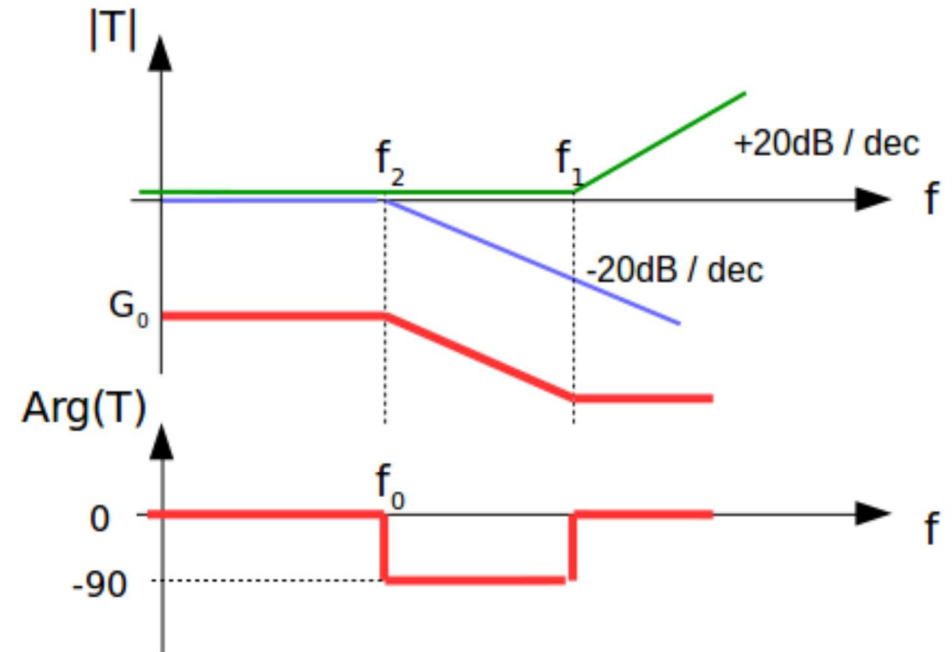 |T|
f₂
f₁
+20dB / dec
f
-20dB / dec
G₀
Arg(T)
f₀
0
f
-90